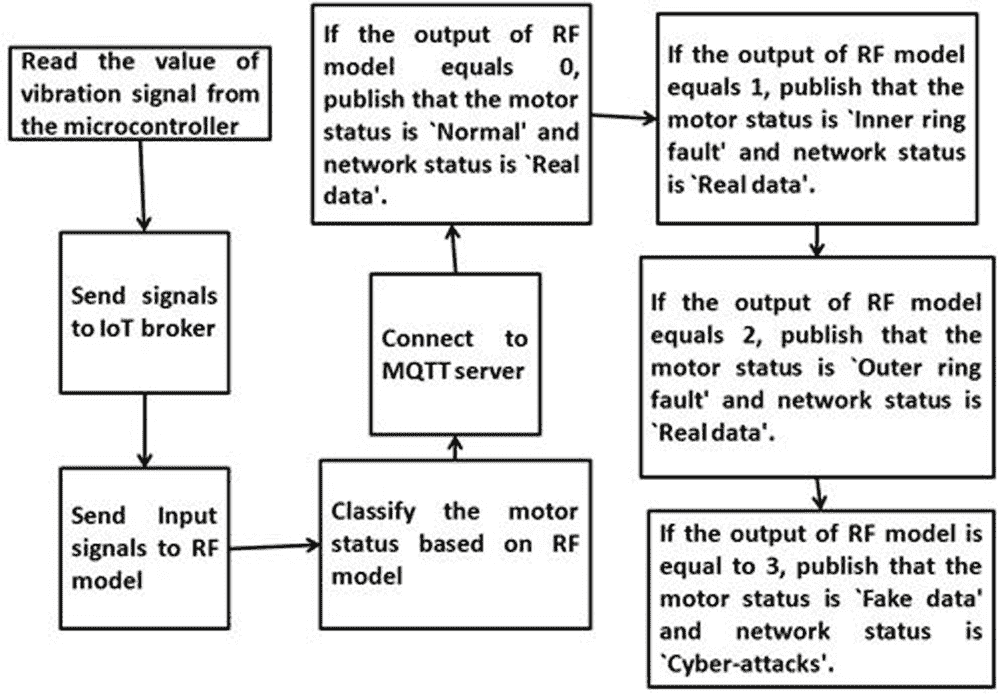 Read the value of
vibration signal from
the microcontroller
Send signals
to IoT broker
Send Input
signals to RF
model
Classify the motor
status based on RF
model
Connect to
MQTT server
If the output of RF
model equals 0,
publish that the motor
status is `Normal' and
network status is `Real
data'.
If the output of RF model
equals 1, publish that the
motor status is `Inner ring
fault' and network status
is `Real data'.
If the output of RF model
equals 2, publish that the
motor status is `Outer ring
fault' and network status is
`Real data'.
If the output of RF model is
equal to 3, publish that the
motor status is `Fake data'
and network status is
`Cyber-attacks'.